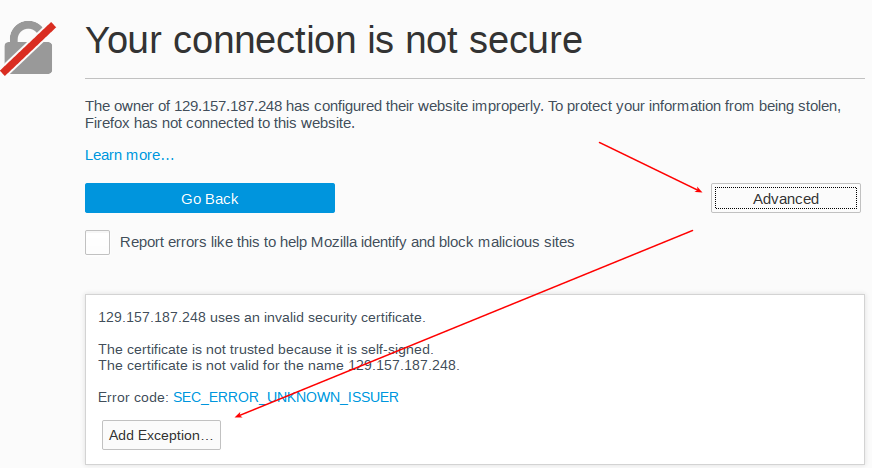 Your connection is not secure
The owner of 129.157.187.248 has configured their website improperly. To protect your information from being stolen,
Firefox has not connected to this website.
Learn more…
Go Back
Advanced
Report errors like this to help Mozilla identify and block malicious sites
129.157.187.248 uses an invalid security certificate.
The certificate is not trusted because it is self-signed.
The certificate is not valid for the name 129.157.187.248.
Error code: SEC_ERROR_UNKNOWN_ISSUER
Add Exception…